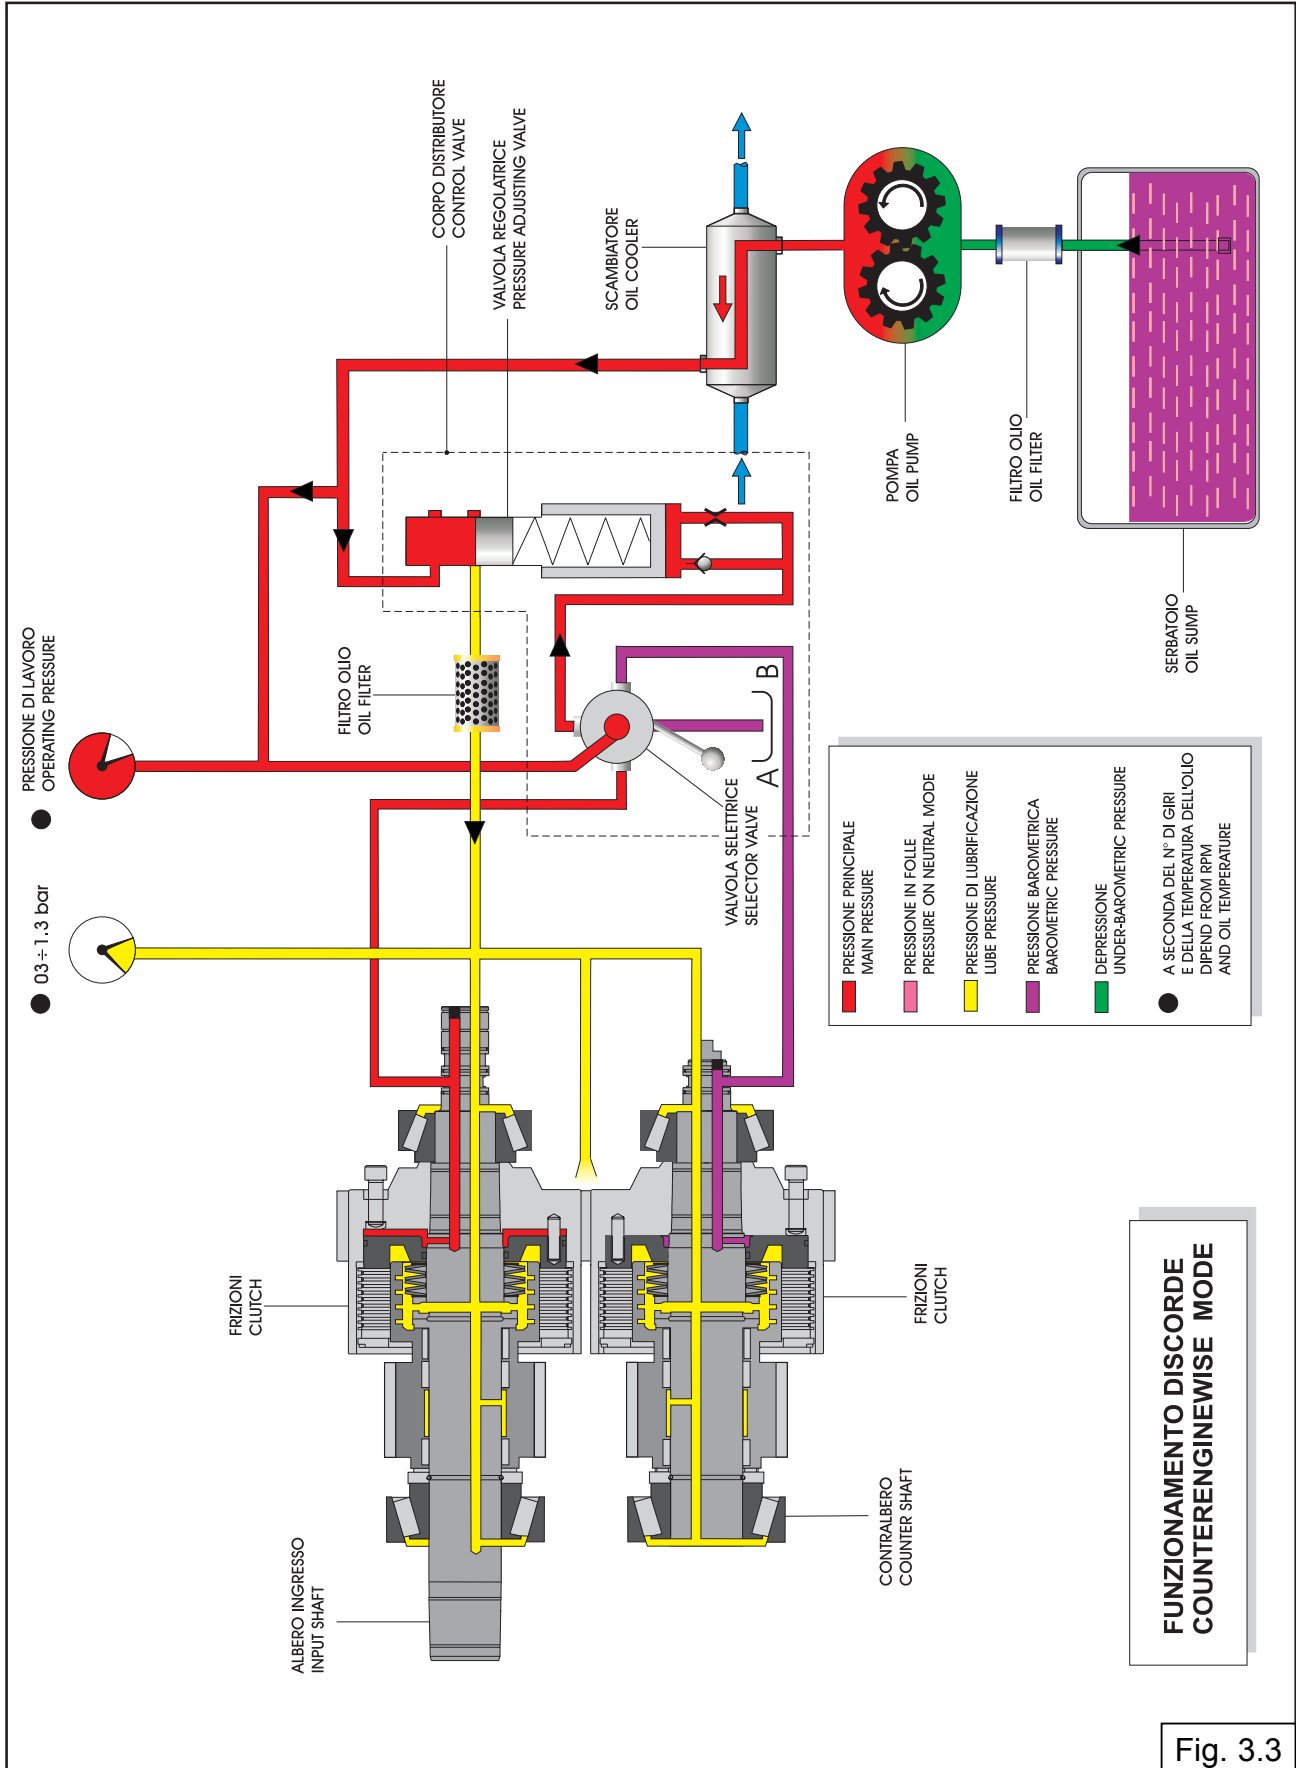 PRESSIONE DI LAVORO
OPERATING PRESSURE
03÷1.3 bar
CORPO DISTRIBUTORE
CONTROL VALVE
VALVOLA REGOLATRICE
PRESSURE ADJUSTING VALVE
SCAMBIATORE
OIL COOLER
POMPA
OIL PUMP
FILTRO OLIO
OIL FILTER
SERBATOIO
OIL SUMP
FILTRO OLIO
OIL FILTER
A
B
VALVOLA SELETTRICE
SELECTOR VALVE
FRIZIONI
CLUTCH
FRIZIONI
CLUTCH
ALBERO INGRESSO
INPUT SHAFT
CONTRALBERO
COUNTER SHAFT
PRESSIONE PRINCIPALE
MAIN PRESSURE
PRESSIONE IN FOLLE
PRESSURE ON NEUTRAL MODE
PRESSIONE DI LUBRIFICAZIONE
LUBE PRESSURE
PRESSIONE BAROMETRICA
BAROMETRIC PRESSURE
DEPRESSIONE
UNDER-BAROMETRIC PRESSURE
A SECONDA DEL N° DI GIRI
E DELLA TEMPERATURA DELL'OLIO
DIPEND FROM RPM
AND OIL TEMPERATURE
FUNZIONAMENTO DISCORDE
COUNTERENGINEWISE MODE
Fig. 3.3